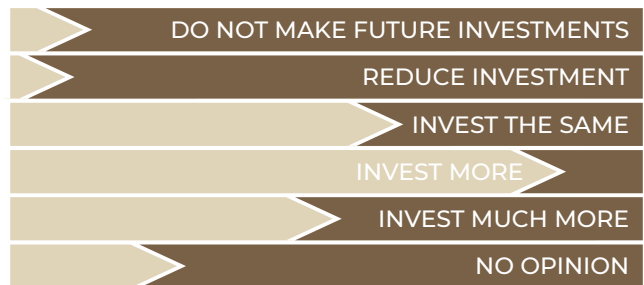 DO NOT MAKE FUTURE INVESTMENTS
REDUCE INVESTMENT
INVEST THE SAME
INVEST MORE
INVEST MUCH MORE
NO OPINION